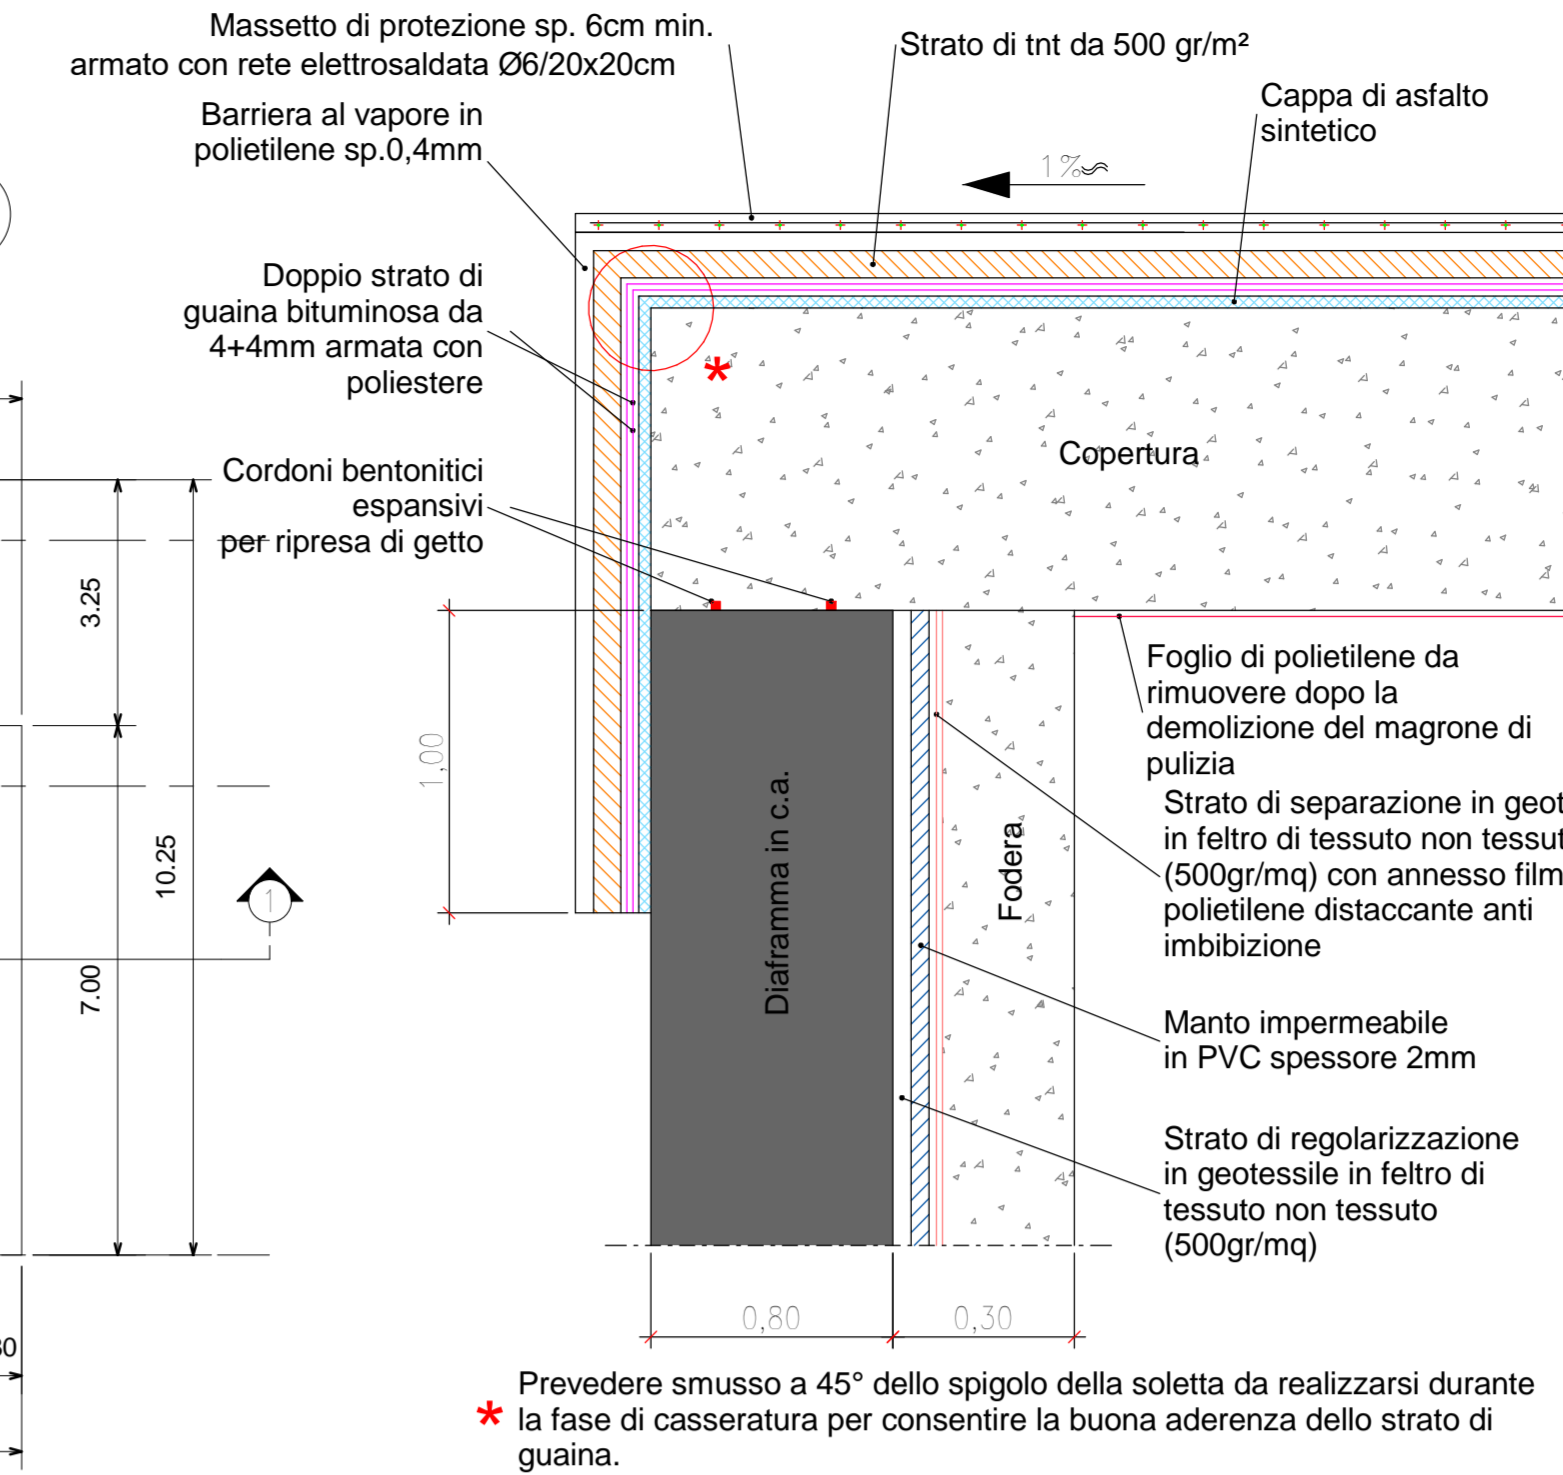 Massetto di protezione sp. 6cm min.
armato con rete elettrosaldata Ø6/20x20cm
Strato di tnt da 500 gr/m²
Cappa di asfalto
sintetico
Barriera al vapore in
polietilene sp.0,4mm
1%
Doppio strato di
guaina bituminosa da
4+4mm armata con
poliestere
*
Copertura
Cordoni bentonitici
espansivi
per ripresa di getto
3.25
10.25
7.00
1
1,00
Diaframma in c.a.
Fodera
Foglio di polietilene da
rimuovere dopo la
demolizione del magrone di
pulizia
Strato di separazione in geot
in feltro di tessuto non tessut
(500gr/mq) con annesso film
polietilene distaccante anti
imbibizione
Manto impermeabile
in PVC spessore 2mm
Strato di regolarizzazione
in geotessile in feltro di
tessuto non tessuto
(500gr/mq)
0,80
0,30
* Prevedere smusso a 45° dello spigolo della soletta da realizzarsi durante
la fase di casseratura per consentire la buona aderenza dello strato di
guaina.